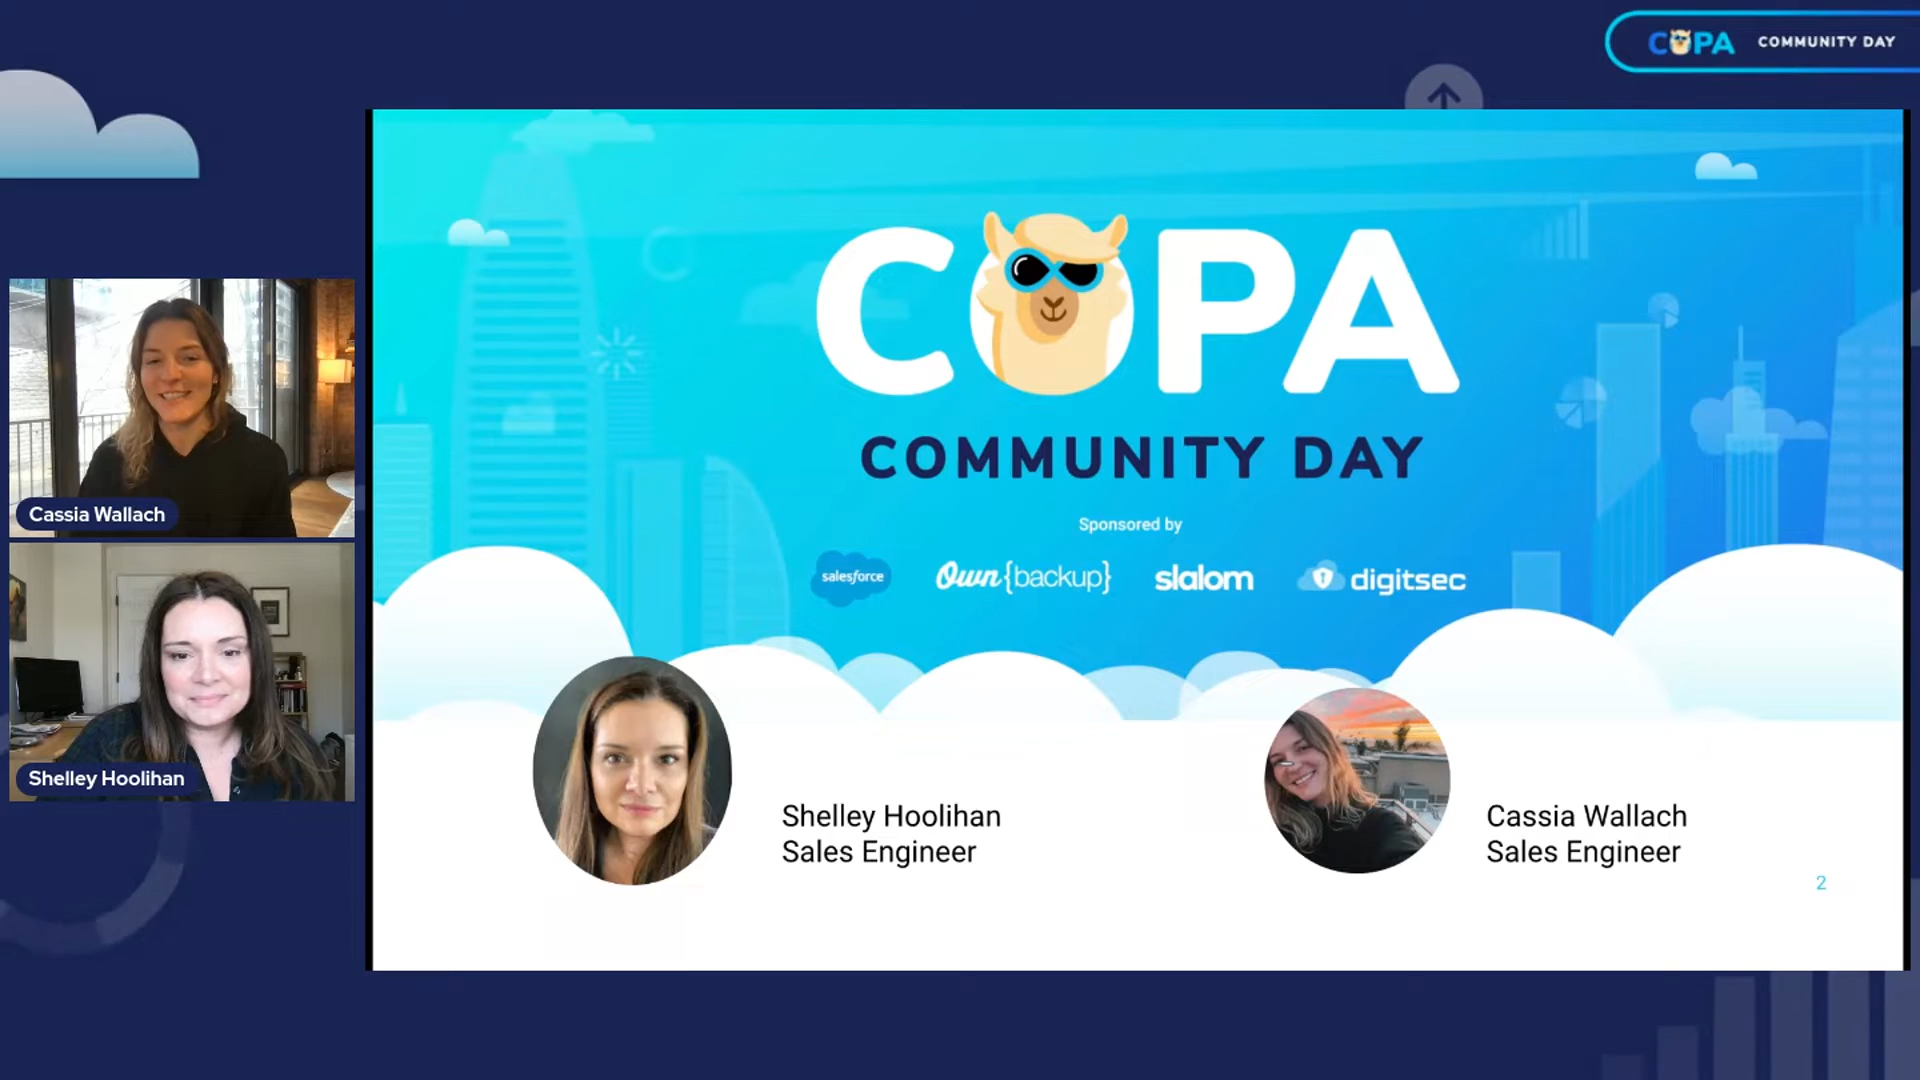 COPA COMMUNITY DAY
COPA
COMMUNITY DAY
Sponsored by
salesforce Own{backup} slalom digitsec
Cassia Wallach
Shelley Hoolihan
Shelley Hoolihan
Sales Engineer
Cassia Wallach
Sales Engineer
2